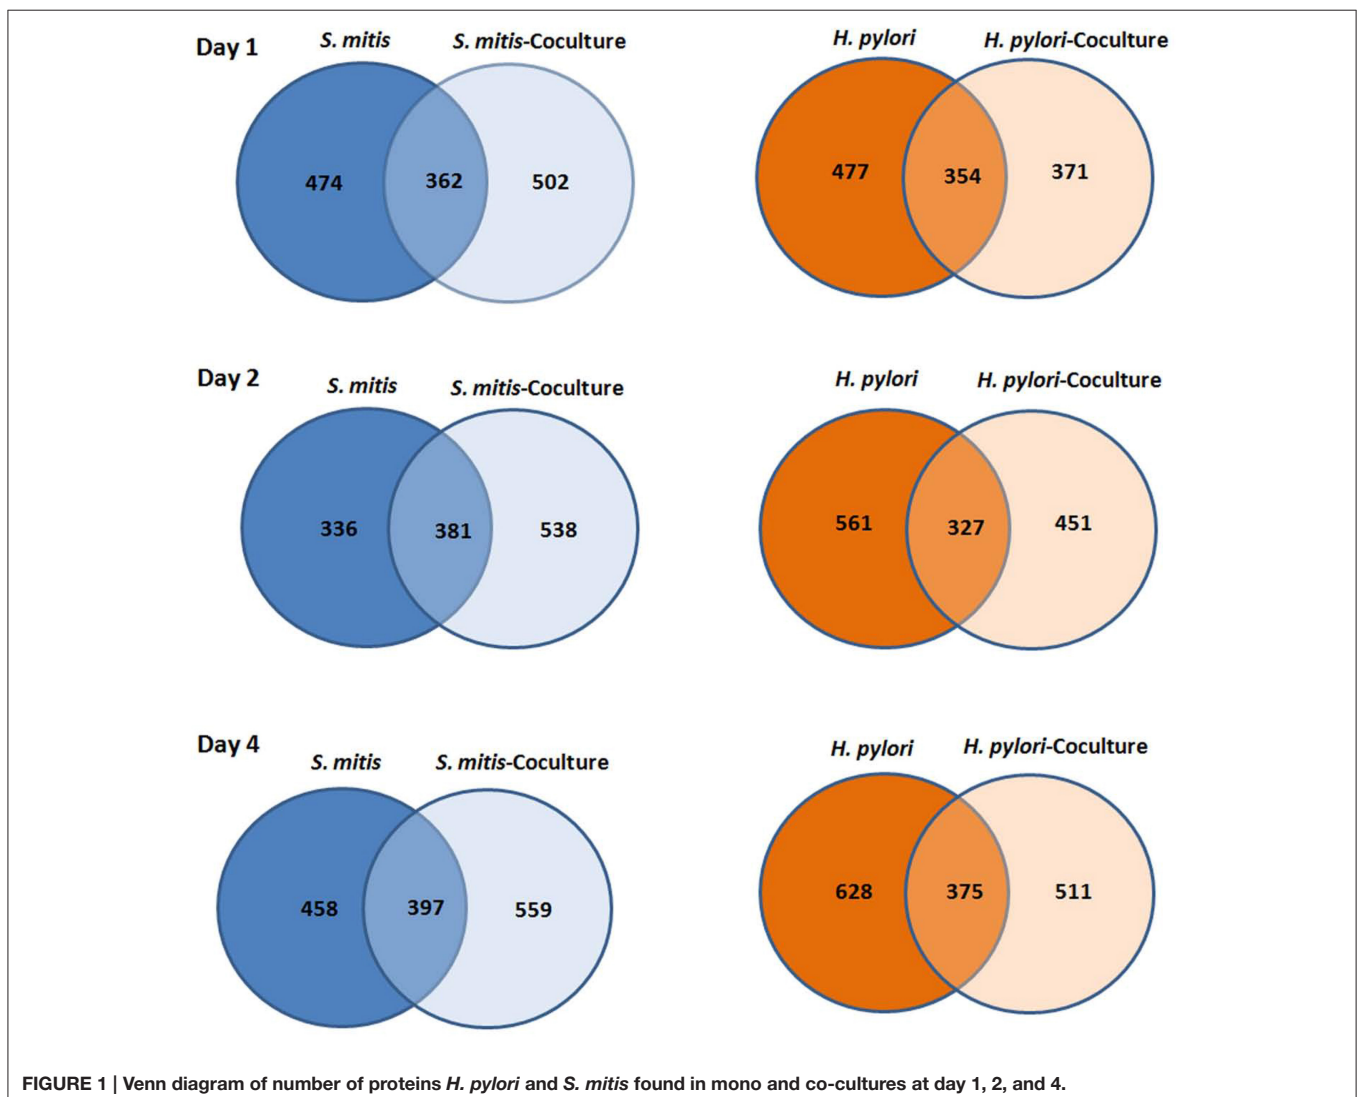 Day 1
S. mitis
S. mitis-Coculture
H. pylori
H. pylori-Coculture
474
362
502
477
354
371
Day 2
S. mitis
S. mitis-Coculture
H. pylori
H. pylori-Coculture
336
381
538
561
327
451
Day 4
S. mitis
S. mitis-Coculture
H. pylori
H. pylori-Coculture
458
397
559
628
375
511
FIGURE 1 | Venn diagram of number of proteins H. pylori and S. mitis found in mono and co-cultures at day 1, 2, and 4.